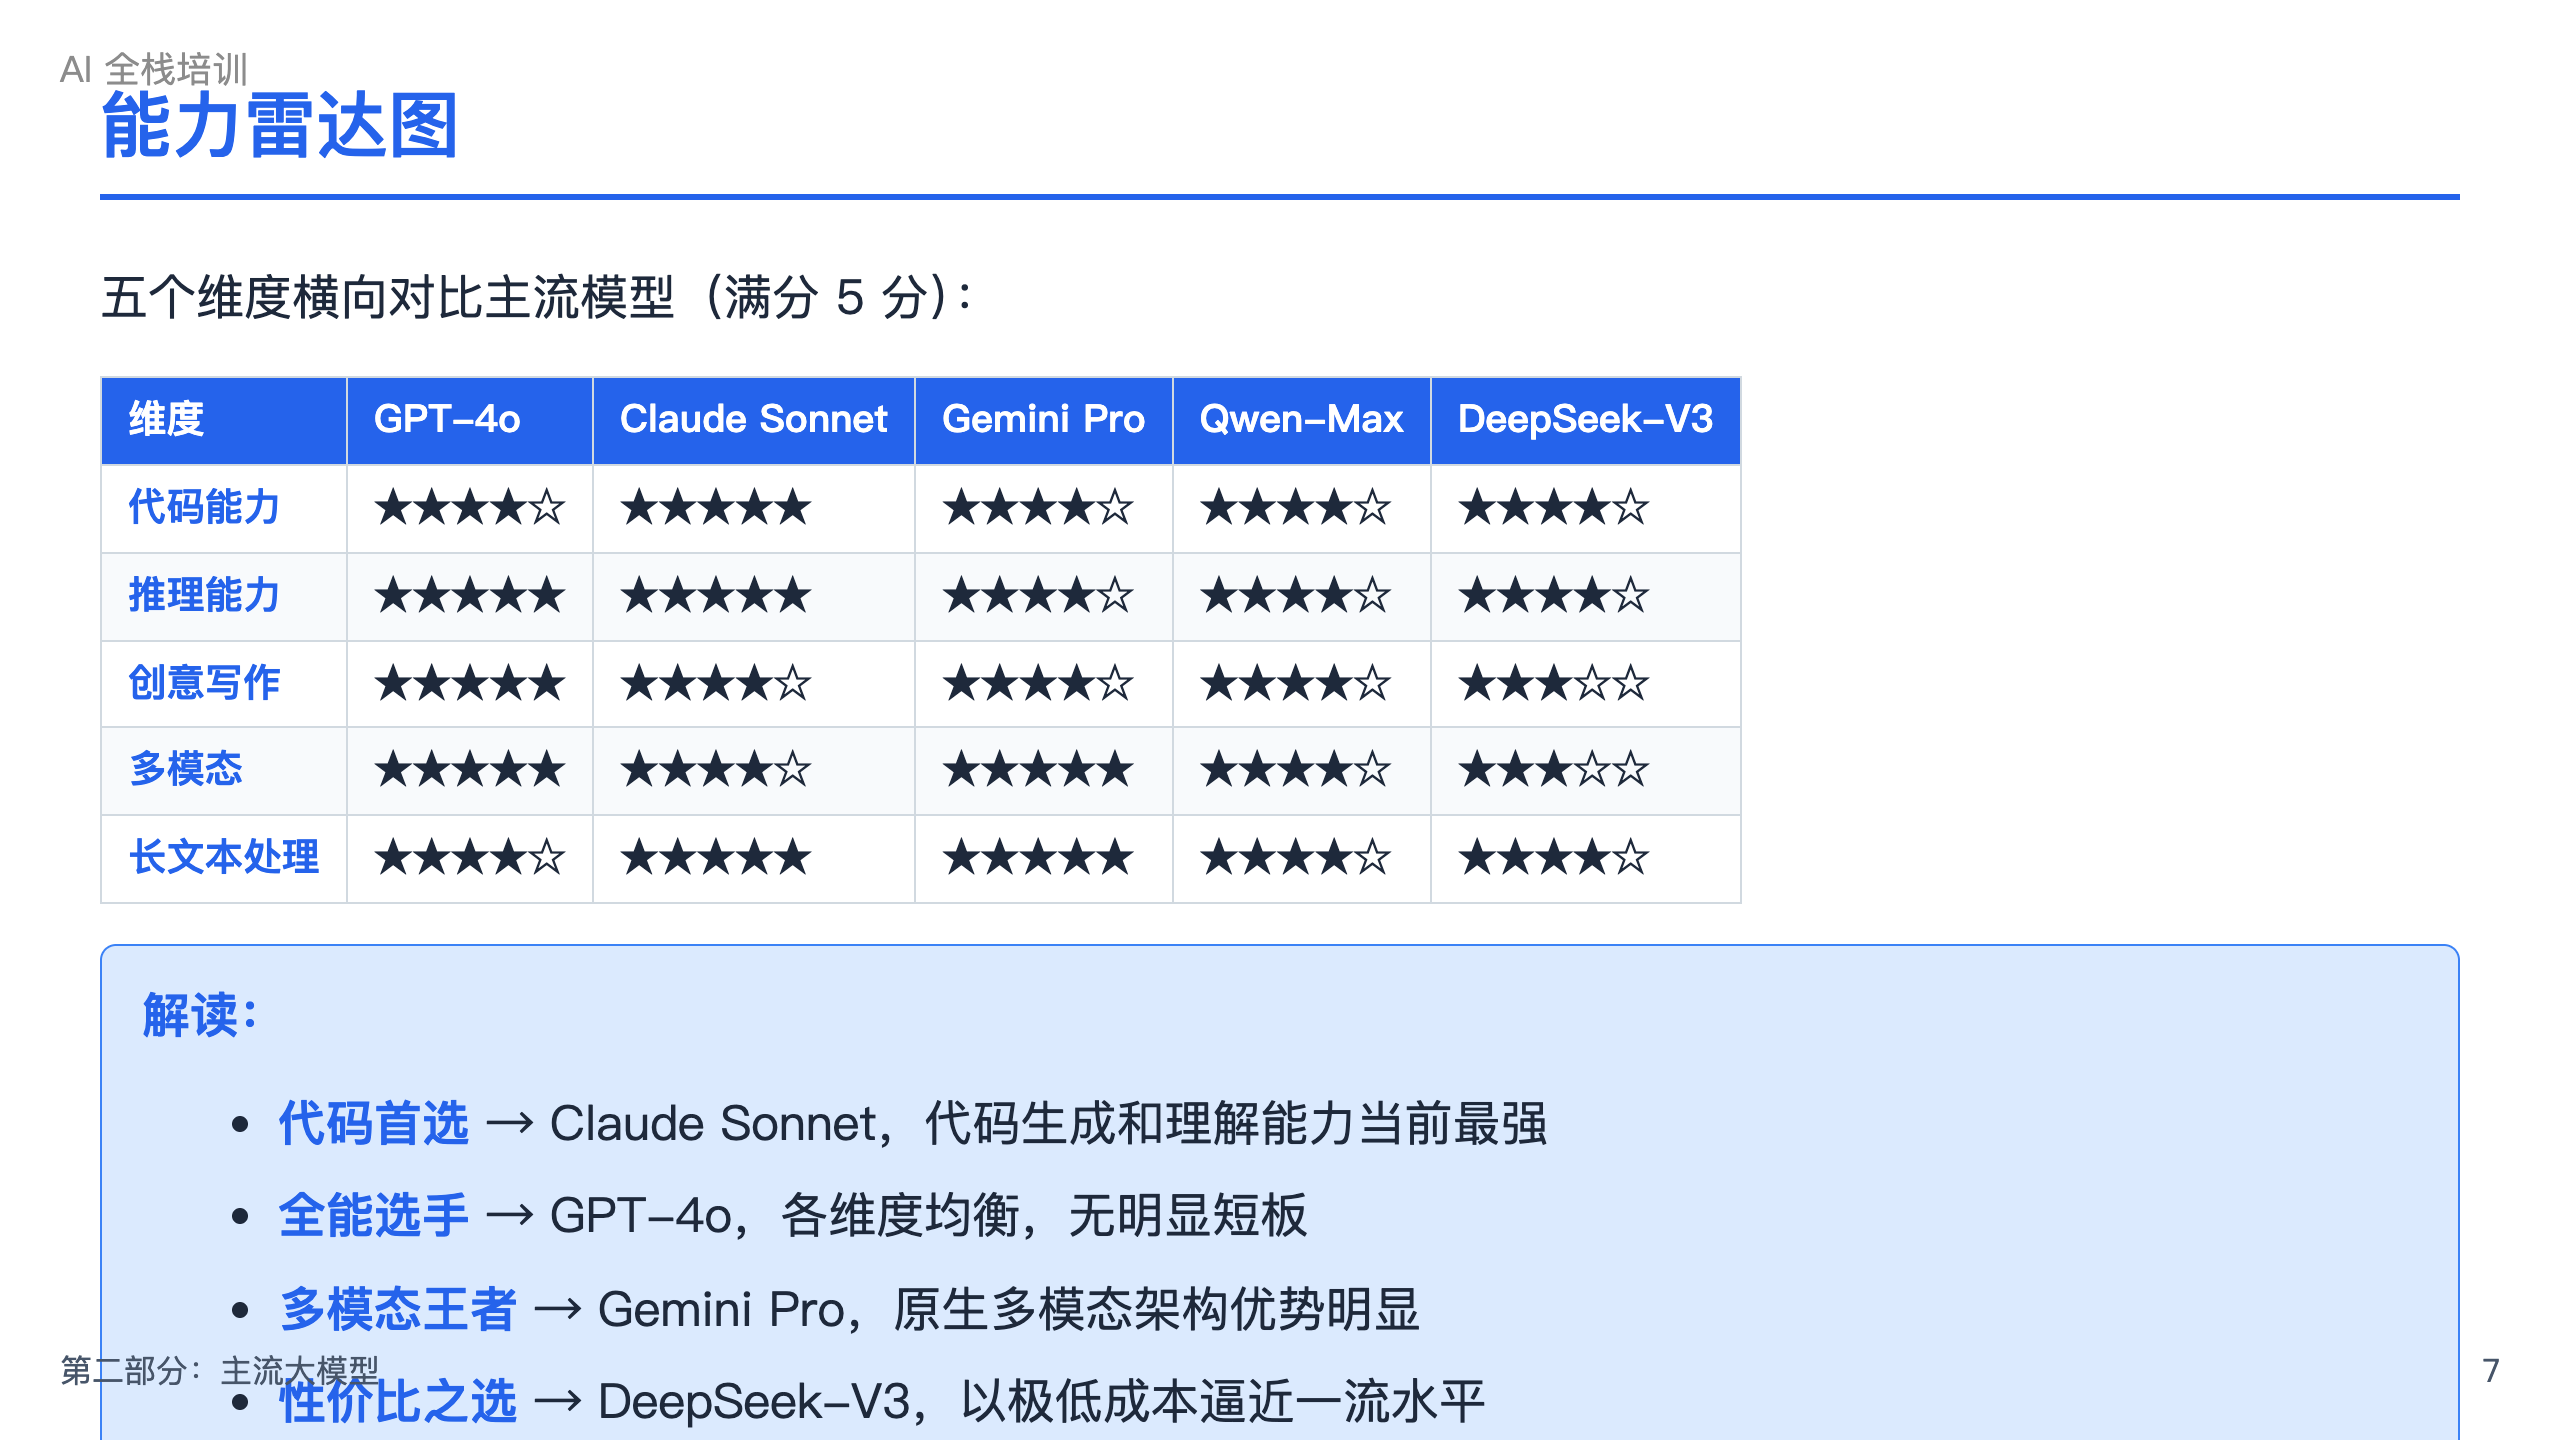 AI 全栈培训
能力雷达图
五个维度横向对比主流模型（满分 5 分）：
维度 GPT-4o Claude Sonnet Gemini Pro Qwen-Max DeepSeek-V3
代码能力 ★★★★☆ ★★★★★ ★★★★☆ ★★★★☆ ★★★★☆
推理能力 ★★★★★ ★★★★★ ★★★★☆ ★★★★☆ ★★★★☆
创意写作 ★★★★★ ★★★★☆ ★★★★☆ ★★★★☆ ★★★☆☆
多模态 ★★★★★ ★★★★☆ ★★★★★ ★★★★☆ ★★★☆☆
长文本处理 ★★★★☆ ★★★★★ ★★★★★ ★★★★☆ ★★★★☆
解读：
• 代码首选 → Claude Sonnet，代码生成和理解能力当前最强
• 全能选手 → GPT-4o，各维度均衡，无明显短板
• 多模态王者 → Gemini Pro，原生多模态架构优势明显
• 性价比之选 → DeepSeek-V3，以极低成本逼近一流水平
第二部分：主流大模型
7